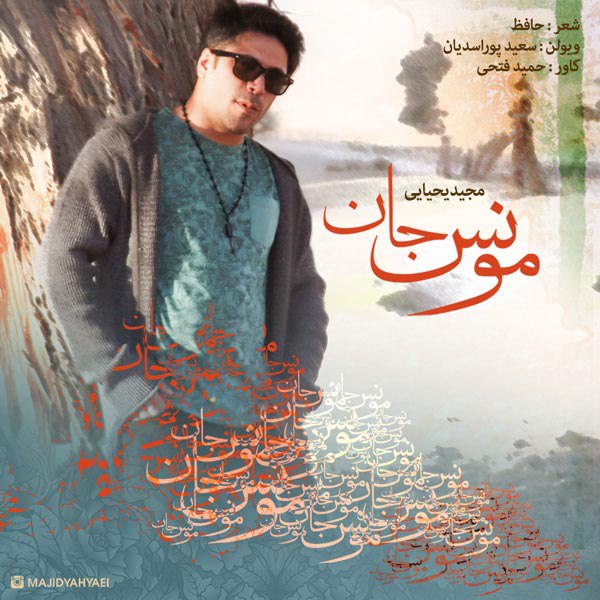 شعر : حافظ
ویولن : سعید پوراسدیان
کاور : حمید فتحی
مجید یحیایی
مونس جان
MAJIDYAHYAEI